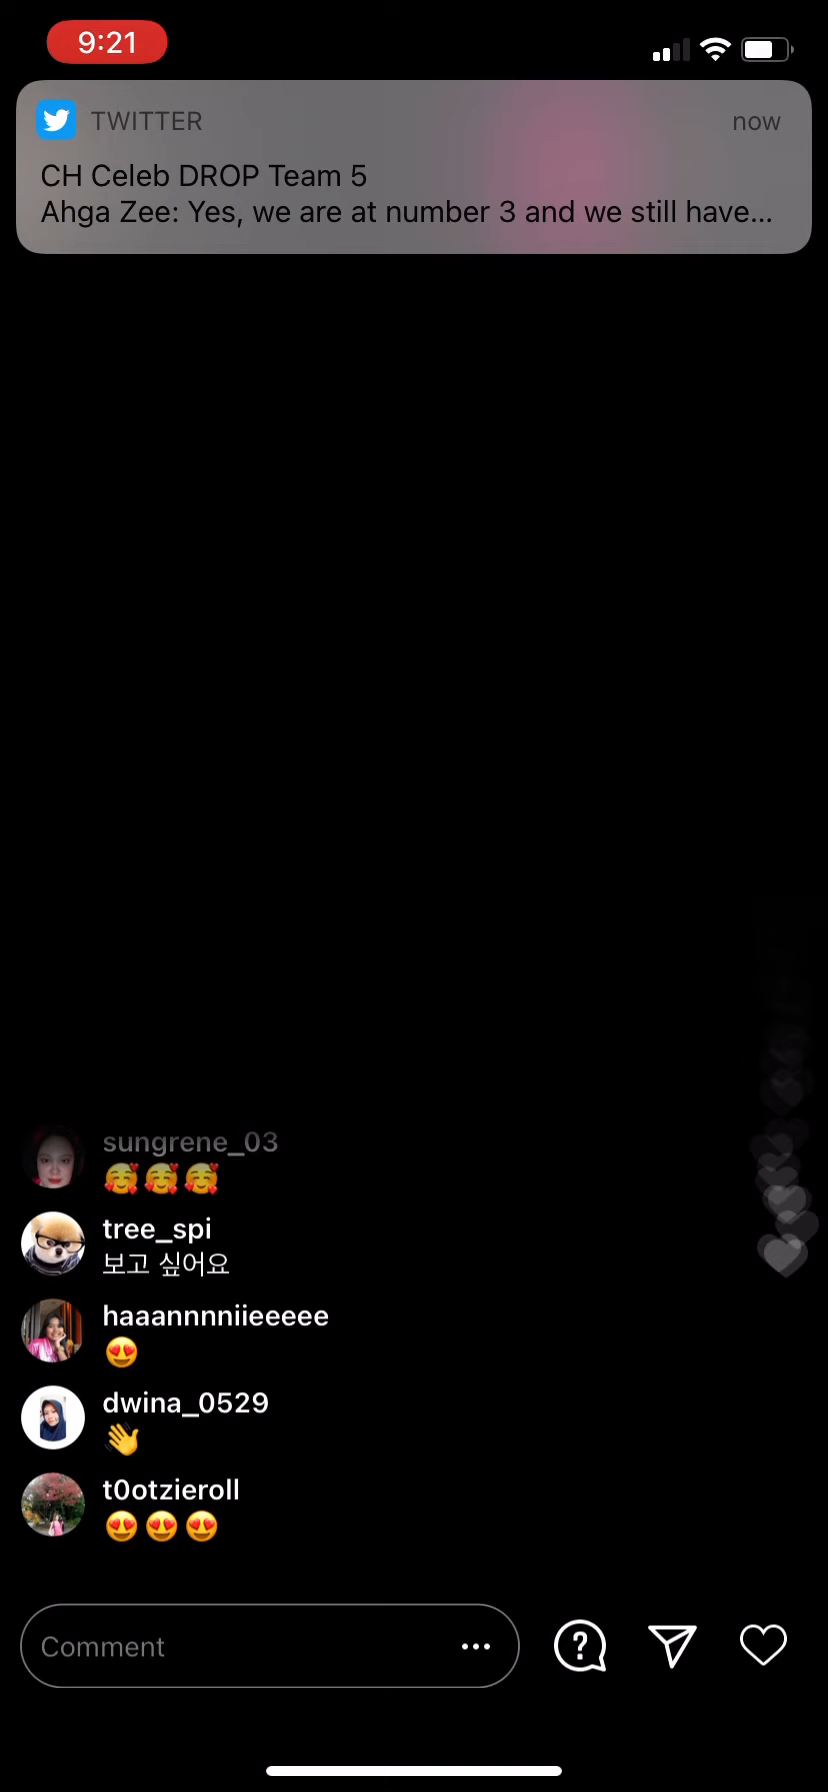 9:21
TWITTER now
CH Celeb DROP Team 5
Ahga Zee: Yes, we are at number 3 and we still have...
sungrene_03
🥰🥰🥰
tree_spi
보고 싶어요
haaannnniieeeee
😍
dwina_0529
👋
t0otzieroll
😍😍😍
Comment